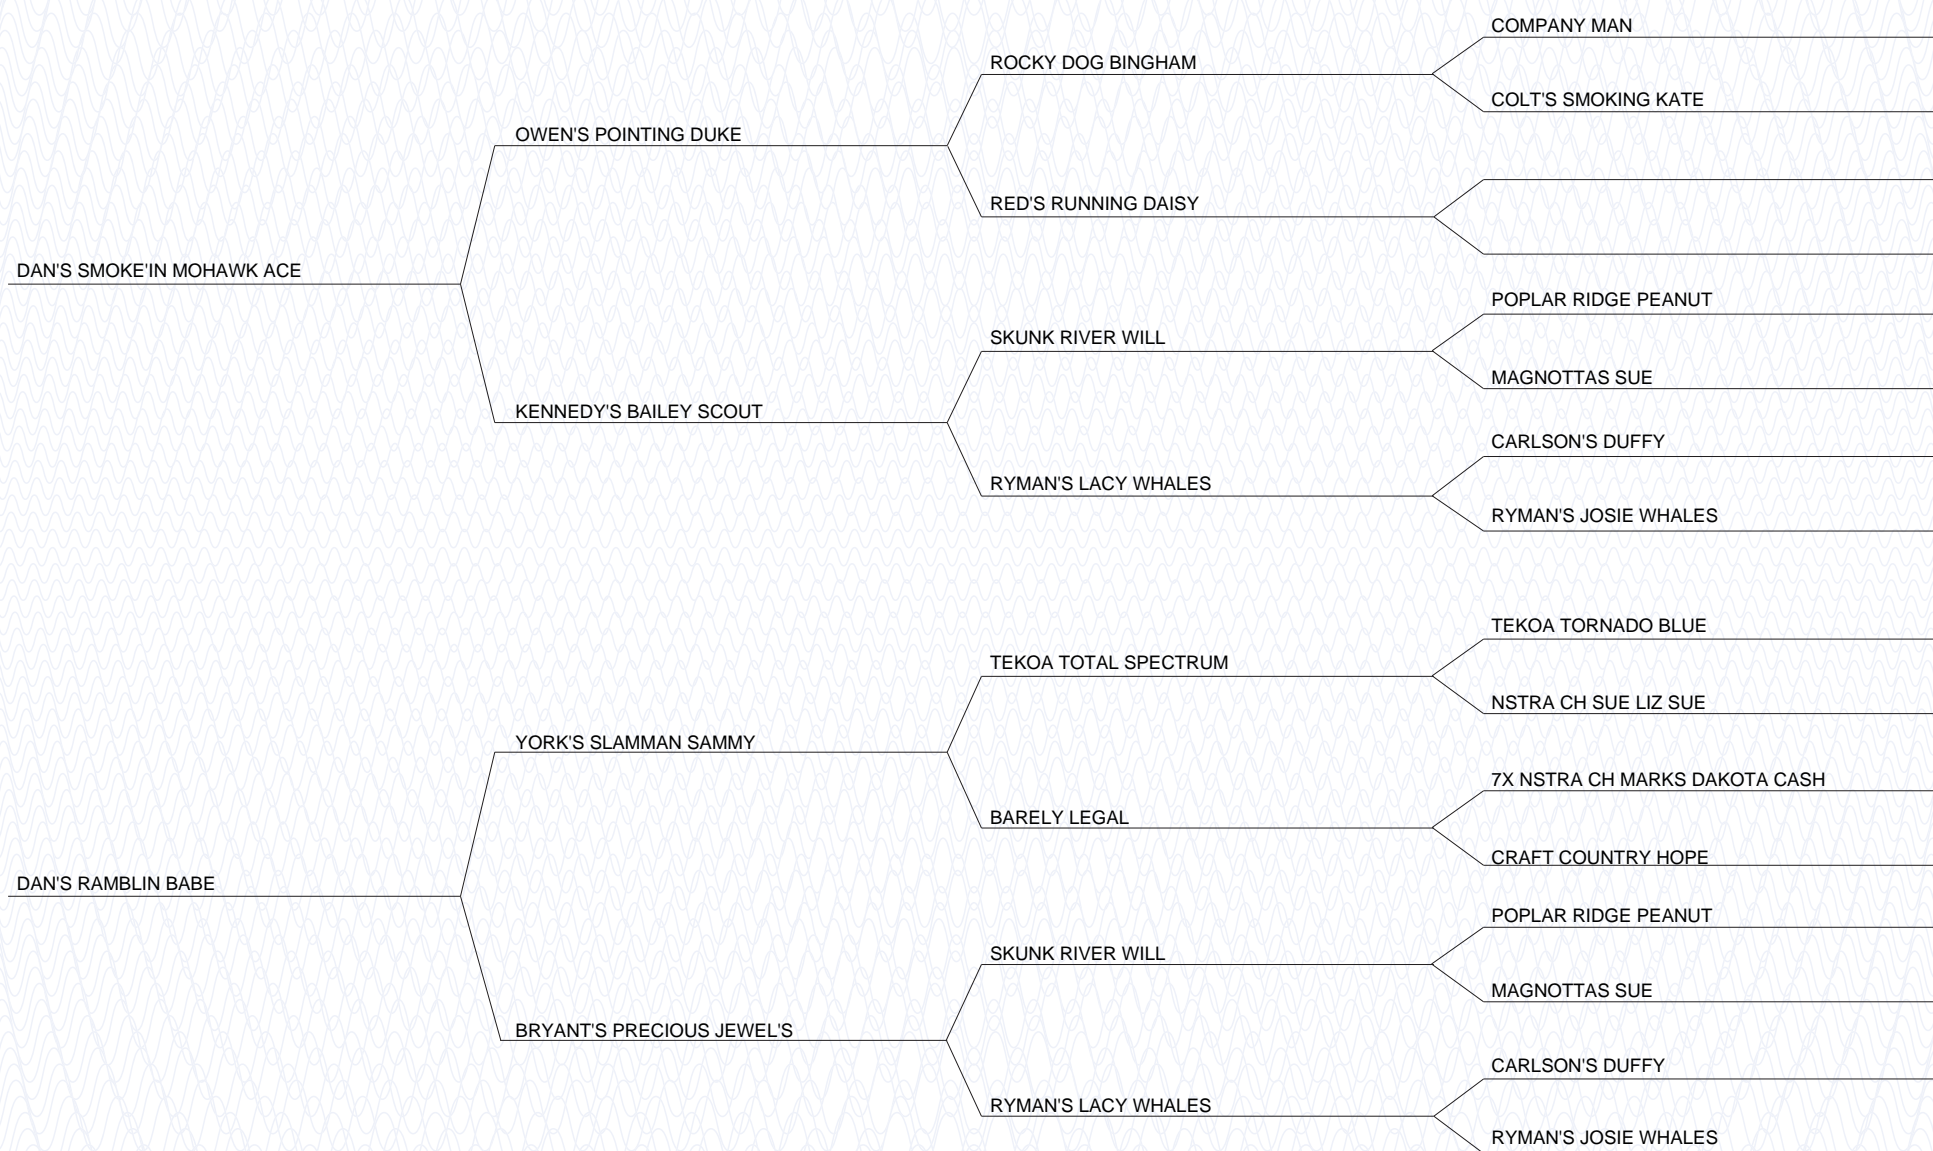 COMPANY MAN
ROCKY DOG BINGHAM
COLT'S SMOKING KATE
OWEN'S POINTING DUKE
RED'S RUNNING DAISY
DAN'S SMOKE'IN MOHAWK ACE
POPLAR RIDGE PEANUT
SKUNK RIVER WILL
MAGNOTTAS SUE
KENNEDY'S BAILEY SCOUT
CARLSON'S DUFFY
RYMAN'S LACY WHALES
RYMAN'S JOSIE WHALES
TEKOA TORNADO BLUE
TEKOA TOTAL SPECTRUM
NSTRA CH SUE LIZ SUE
YORK'S SLAMMAN SAMMY
7X NSTRA CH MARKS DAKOTA CASH
BARELY LEGAL
CRAFT COUNTRY HOPE
DAN'S RAMBLIN BABE
POPLAR RIDGE PEANUT
SKUNK RIVER WILL
MAGNOTTAS SUE
BRYANT'S PRECIOUS JEWEL'S
CARLSON'S DUFFY
RYMAN'S LACY WHALES
RYMAN'S JOSIE WHALES